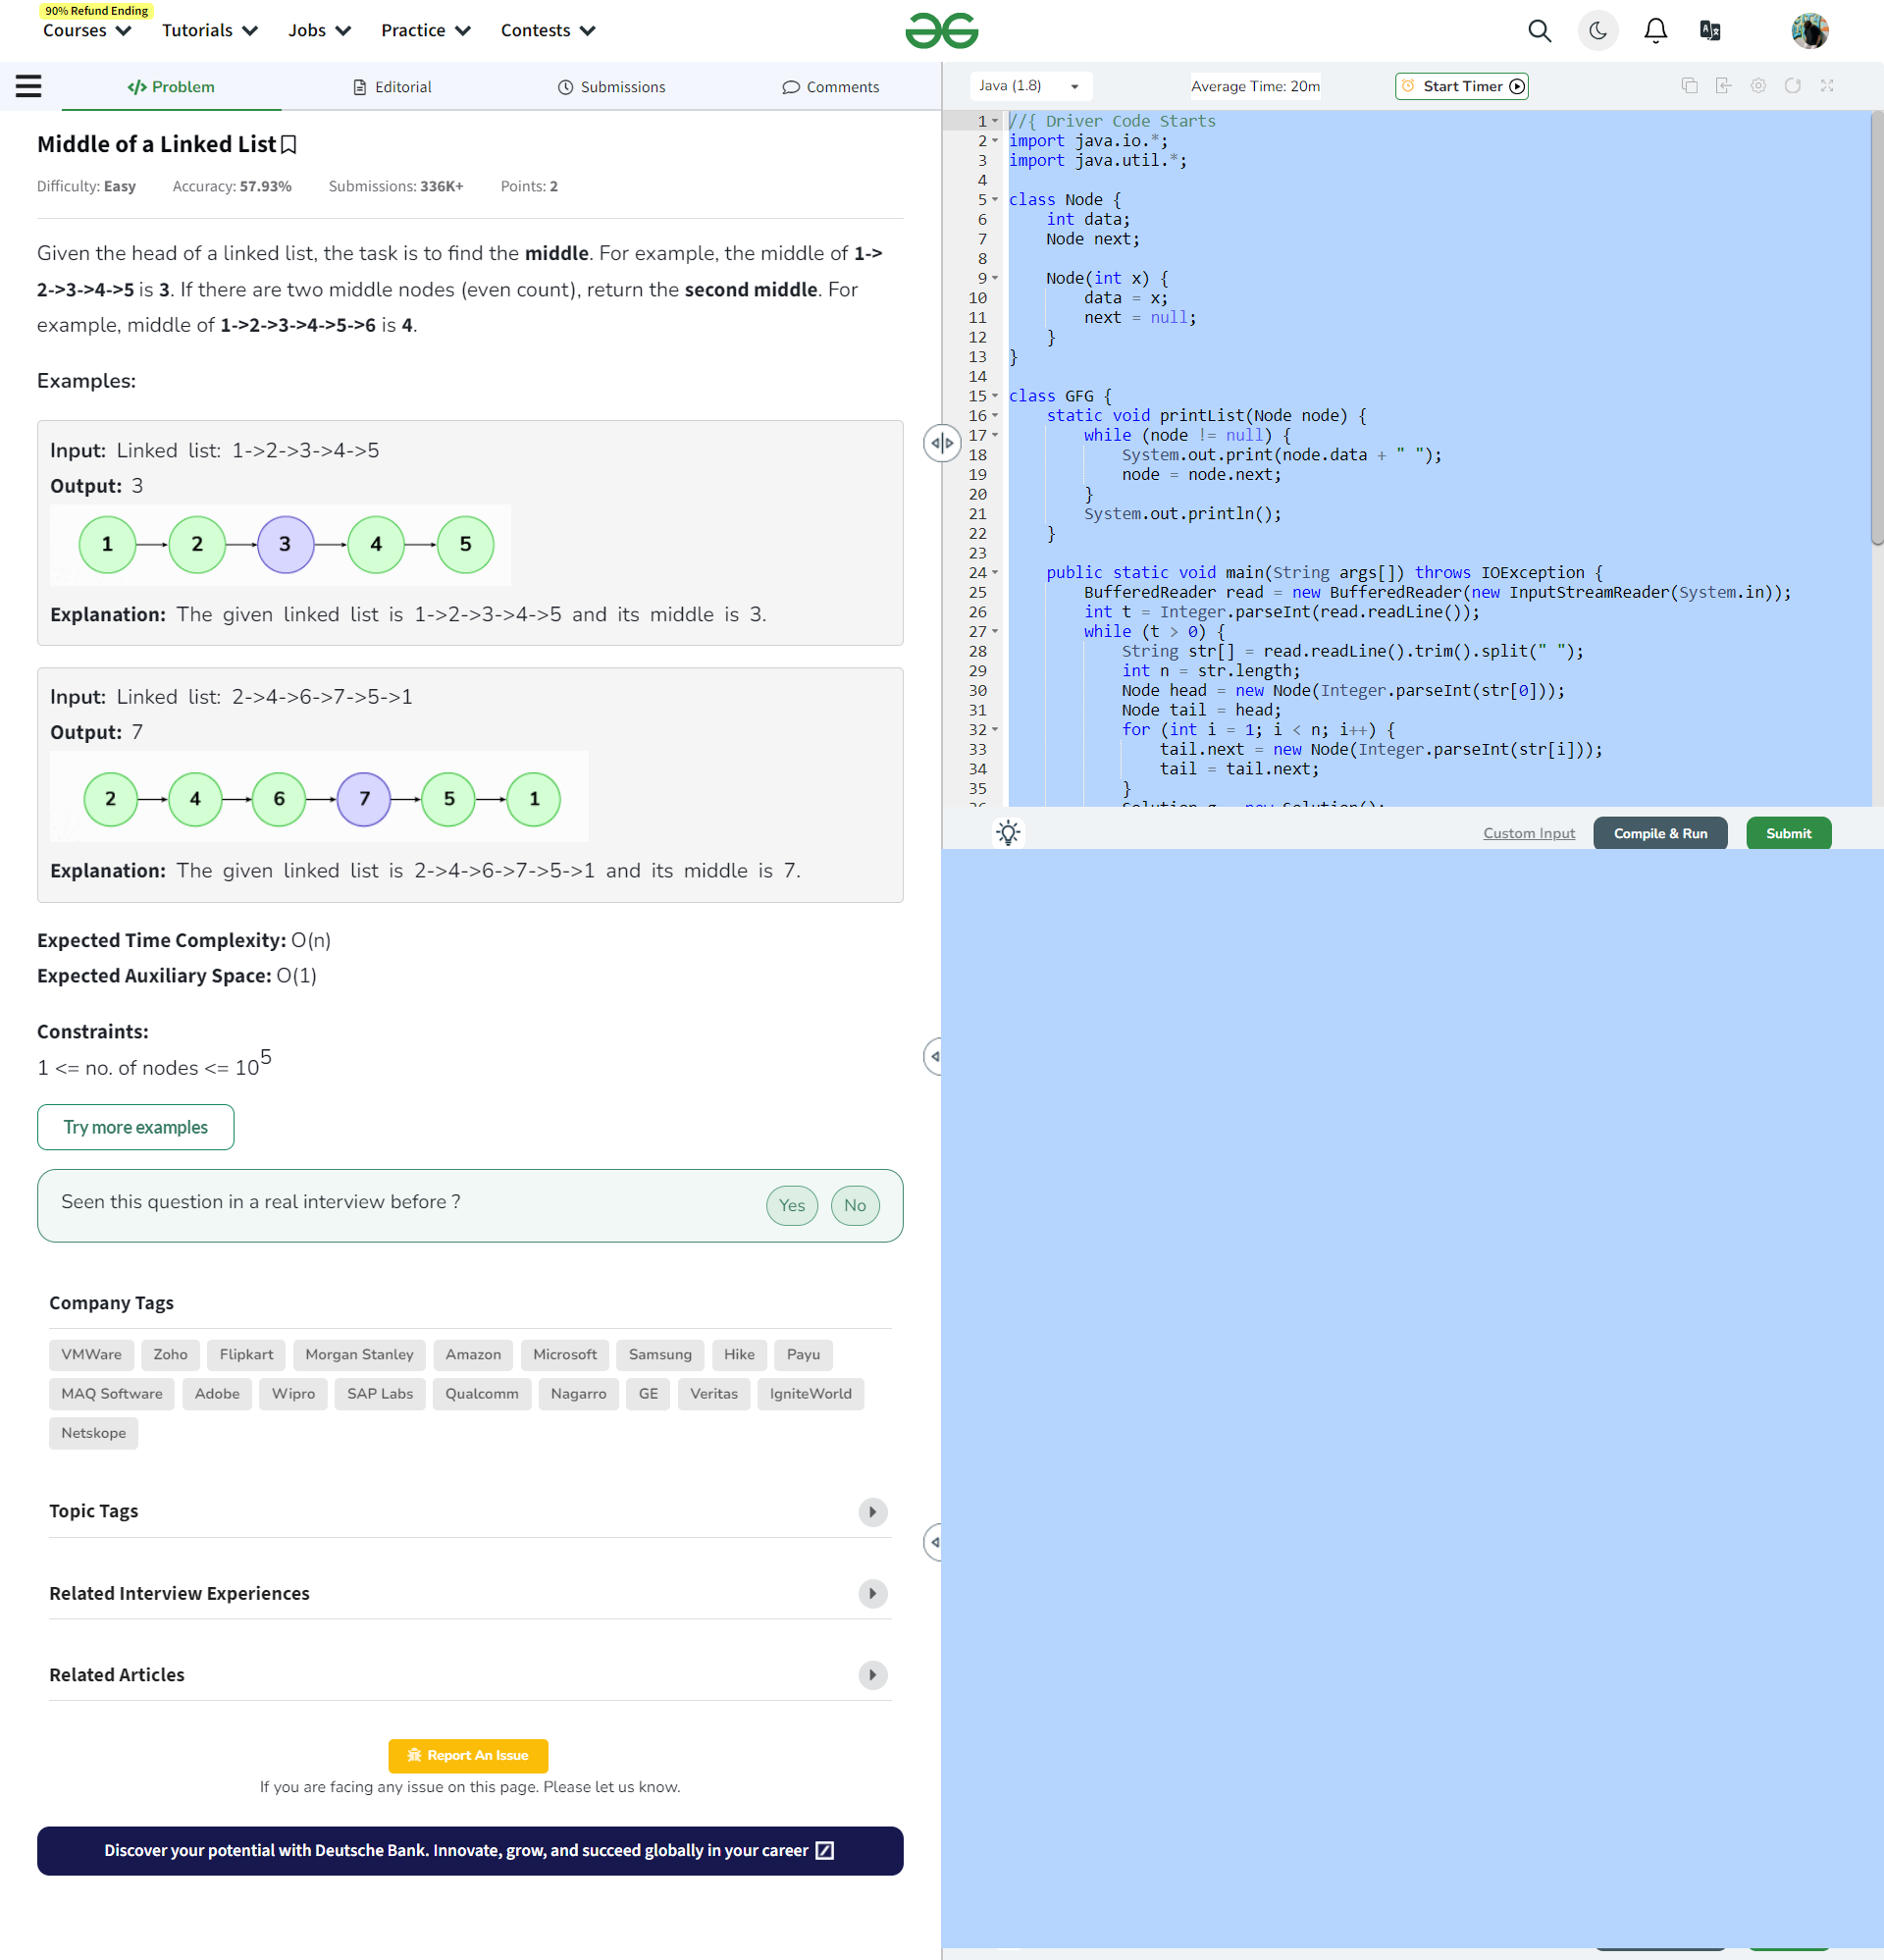 90% Refund Ending
Courses Tutorials Jobs Practice Contests
Problem Editorial Submissions Comments
Middle of a Linked List
Difficulty: Easy Accuracy: 57.93% Submissions: 336K+ Points: 2
Given the head of a linked list, the task is to find the middle. For example, the middle of 1->
2->3->4->5 is 3. If there are two middle nodes (even count), return the second middle. For
example, middle of 1->2->3->4->5->6 is 4.
Examples:
Input: Linked list: 1->2->3->4->5
Output: 3
1 2 3 4 5
Explanation: The given linked list is 1->2->3->4->5 and its middle is 3.
Input: Linked list: 2->4->6->7->5->1
Output: 7
2 4 6 7 5 1
Explanation: The given linked list is 2->4->6->7->5->1 and its middle is 7.
Expected Time Complexity: O(n)
Expected Auxiliary Space: O(1)
Constraints:
1 <= no. of nodes <= 10^5
Try more examples
Seen this question in a real interview before ? Yes No
Company Tags
VMWare Zoho Flipkart Morgan Stanley Amazon Microsoft Samsung Hike Payu
MAQ Software Adobe Wipro SAP Labs Qualcomm Nagarro GE Veritas IgniteWorld
Netskope
Topic Tags
Related Interview Experiences
Related Articles
Report An Issue
If you are facing any issue on this page. Please let us know.
Discover your potential with Deutsche Bank. Innovate, grow, and succeed globally in your career
Java (1.8) Average Time: 20m Start Timer
1 //{ Driver Code Starts
2 import java.io.*;
3 import java.util.*;
4
5 class Node {
6     int data;
7     Node next;
8
9     Node(int x) {
10         data = x;
11         next = null;
12     }
13 }
14
15 class GFG {
16     static void printList(Node node) {
17         while (node != null) {
18             System.out.print(node.data + " ");
19             node = node.next;
20         }
21         System.out.println();
22     }
23
24     public static void main(String args[]) throws IOException {
25         BufferedReader read = new BufferedReader(new InputStreamReader(System.in));
26         int t = Integer.parseInt(read.readLine());
27         while (t > 0) {
28             String str[] = read.readLine().trim().split(" ");
29             int n = str.length;
30             Node head = new Node(Integer.parseInt(str[0]));
31             Node tail = head;
32             for (int i = 1; i < n; i++) {
33                 tail.next = new Node(Integer.parseInt(str[i]));
34                 tail = tail.next;
35             }
Custom Input Compile & Run Submit